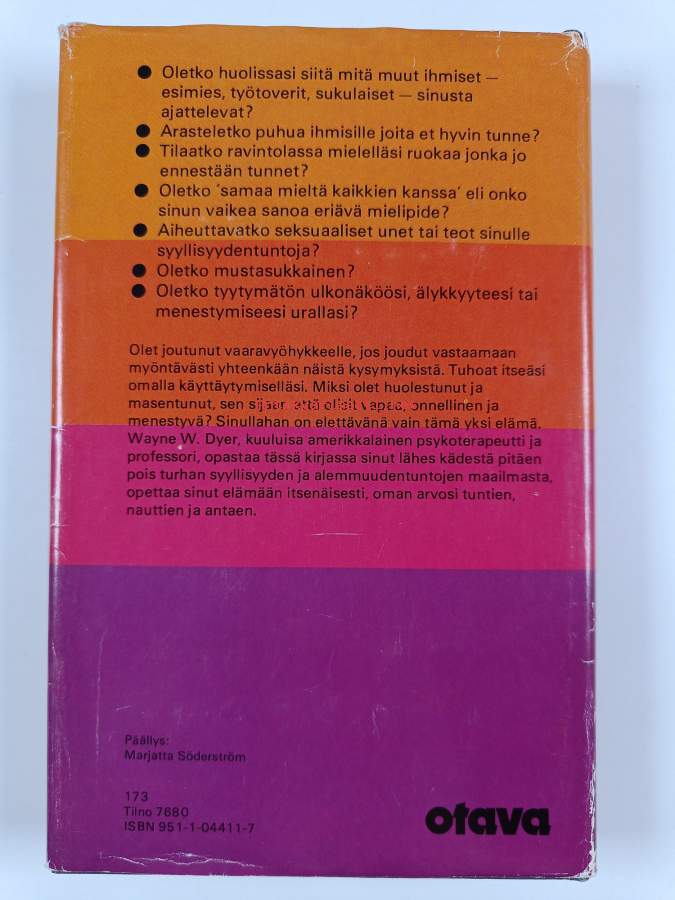 ● Oletko huolissasi siitä mitä muut ihmiset —
esimies, työtoverit, sukulaiset — sinusta
ajattelevat?
● Arasteletko puhua ihmisille joita et hyvin tunne?
● Tilaatko ravintolassa mielelläsi ruokaa jonka jo
ennestään tunnet?
● Oletko 'samaa mieltä kaikkien kanssa' eli onko
sinun vaikea sanoa eriävä mielipide?
● Aiheuttavatko seksuaaliset unet tai teot sinulle
syyllisyydentuntoja?
● Oletko mustasukkainen?
● Oletko tyytymätön ulkonäköösi, älykkyyteesi tai
menestymiseesi urallasi?
Olet joutunut vaaravyöhykkeelle, jos joudut vastaamaan
myöntävästi yhteenkään näistä kysymyksistä. Tuhoat itseäsi
omalla käyttäytymiselläsi. Miksi olet huolestunut ja
masentunut, sen sijaan että olisit vapaa, onnellinen ja
menestyvä? Sinullahan on elettävänä vain tämä yksi elämä.
Wayne W. Dyer, kuuluisa amerikkalainen psykoterapeutti ja
professori, opastaa tässä kirjassa sinut lähes kädestä pitäen
pois turhan syyllisyyden ja alemmuudentuntojen maailmasta,
opettaa sinut elämään itsenäisesti, oman arvosi tuntien,
nauttien ja antaen.
Päällys:
Marjatta Söderström
173
Tilno 7680
ISBN 951-1-04411-7
otava